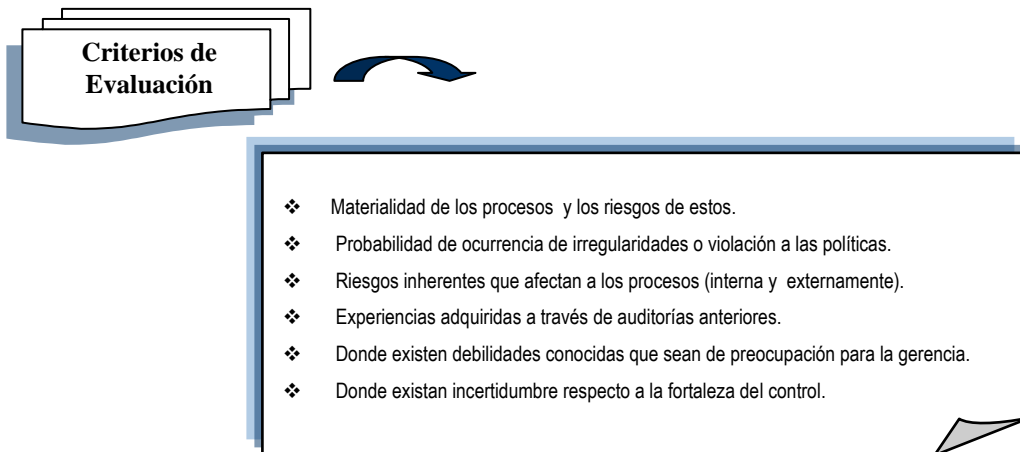 Criterios de
Evaluación
❖ Materialidad de los procesos y los riesgos de estos.
❖ Probabilidad de ocurrencia de irregularidades o violación a las políticas.
❖ Riesgos inherentes que afectan a los procesos (interna y externamente).
❖ Experiencias adquiridas a través de auditorías anteriores.
❖ Donde existen debilidades conocidas que sean de preocupación para la gerencia.
❖ Donde existan incertidumbre respecto a la fortaleza del control.